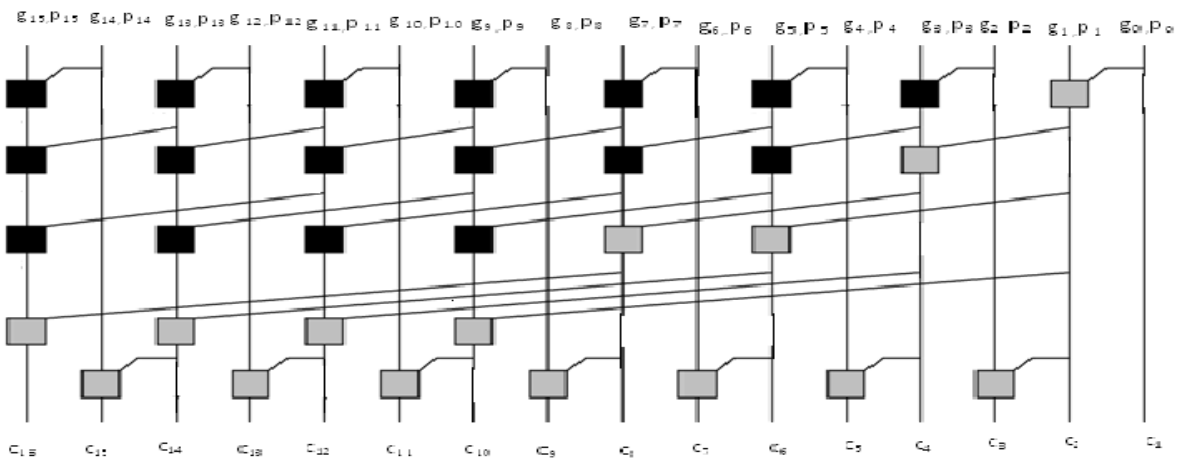 g₁₅,p₁₅ g₁₄,p₁₄ g₁₃,p₁₃ g₁₂,p₁₁₂ g₁₁,p₁₁ g₁₀,p₁₀ g₉,p₉ g₈,p₈ g₇,p₇ g₆,p₆ g₅,p₅ g₄,p₄ g₃,p₃ g₂,p₂ g₁,p₁ g₀,p₀
c₁₆ c₁₅ c₁₄ c₁₃ c₁₂ c₁₁ c₁₀ c₉ c₈ c₇ c₆ c₅ c₄ c₃ c₂ c₁